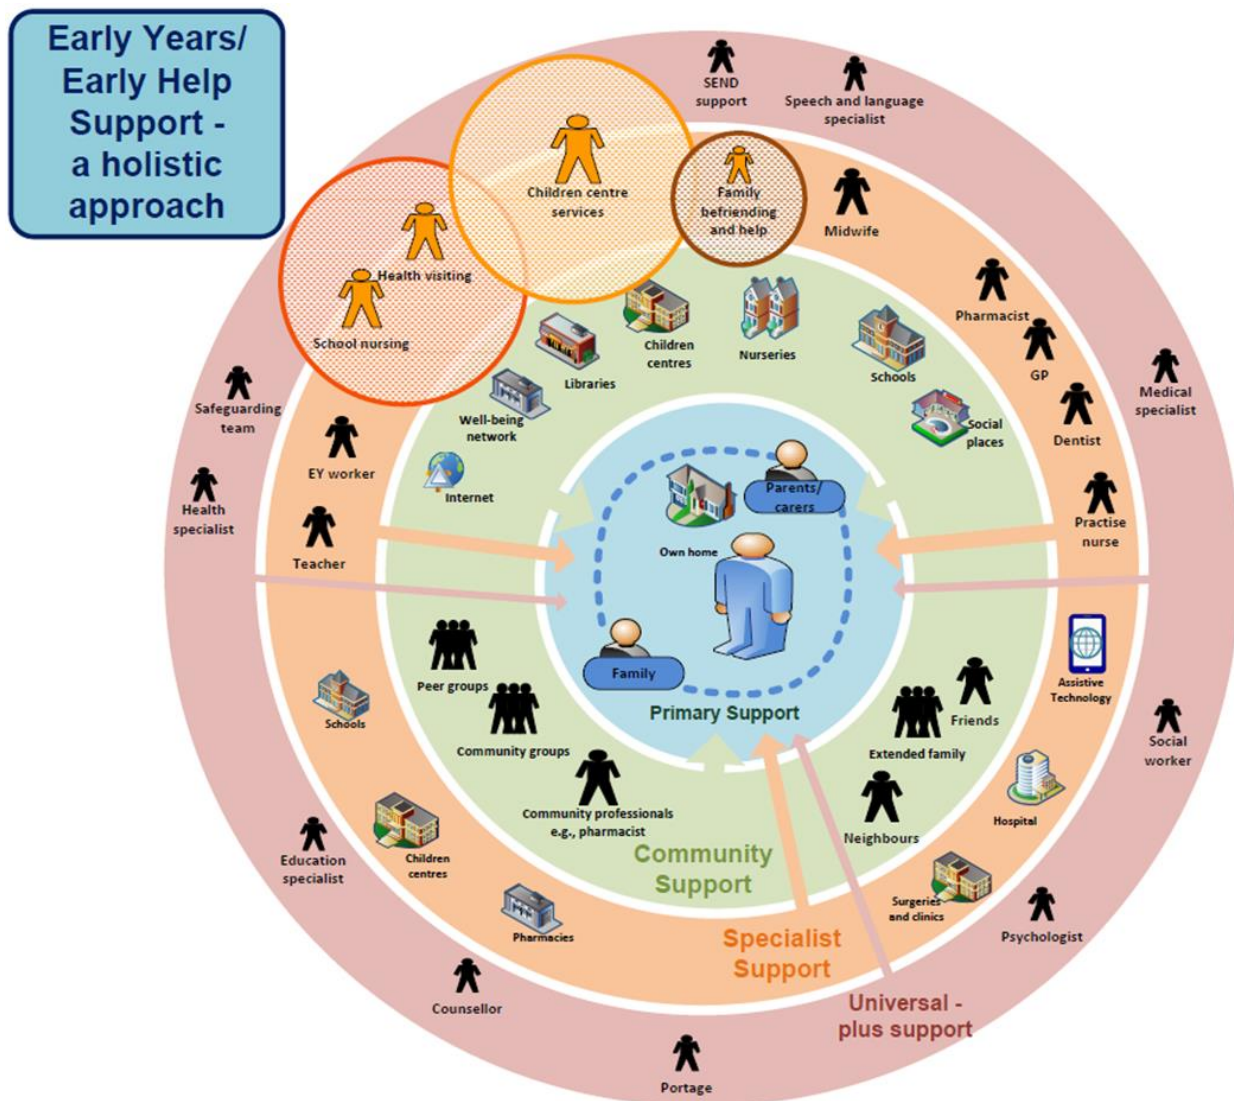 Early Years/
Early Help
Support -
a holistic
approach
SEND
support
Speech and language
specialist
Children centre
services
Family
befriending
and help
Midwife
Health visiting
School nursing
Pharmacist
GP
Dentist
Practise
nurse
Medical
specialist
Safeguarding
team
Health
specialist
EY worker
Teacher
Children
centres
Nurseries
Schools
Social
places
Libraries
Well-being
network
Internet
Parents/
carers
Own home
Family
Primary Support
Peer groups
Community groups
Community professionals
e.g., pharmacist
Friends
Extended family
Neighbours
Community
Support
Assistive
Technology
Hospital
Surgeries
and clinics
Schools
Children
centres
Pharmacies
Specialist
Support
Social
worker
Psychologist
Education
specialist
Counsellor
Portage
Universal -
plus support